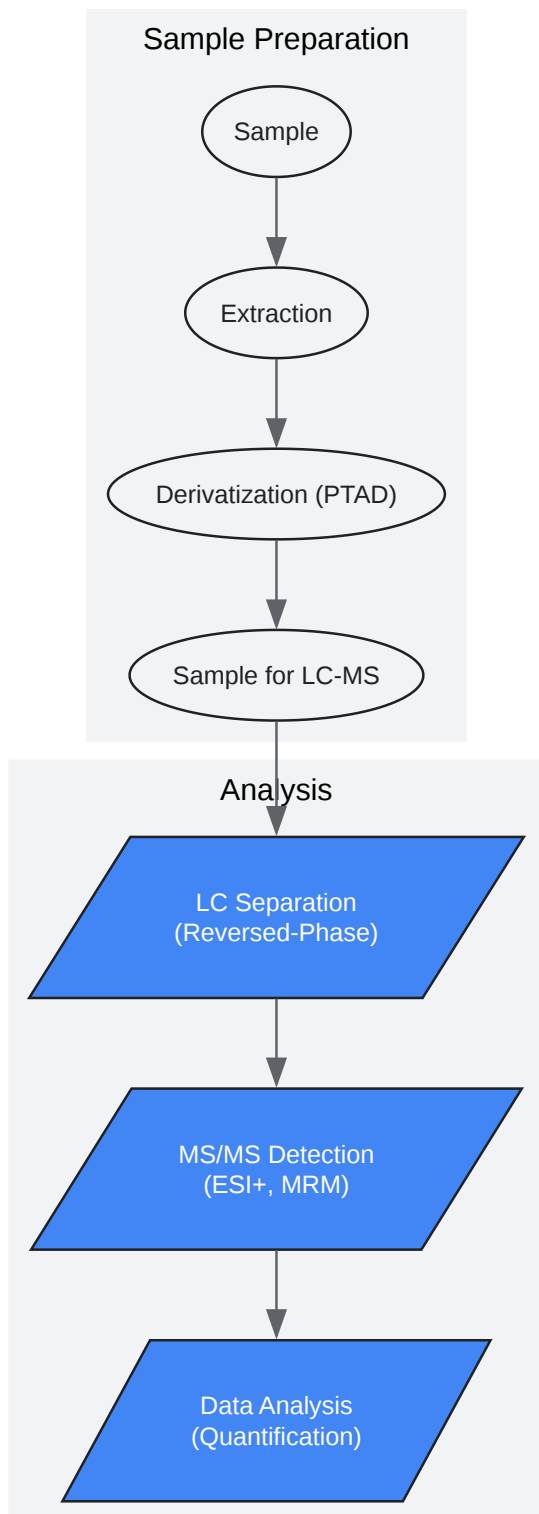 Sample Preparation
Sample
Extraction
Derivatization (PTAD)
Sample for LC-MS
Analysis
LC Separation
(Reversed-Phase)
MS/MS Detection
(ESI+, MRM)
Data Analysis
(Quantification)